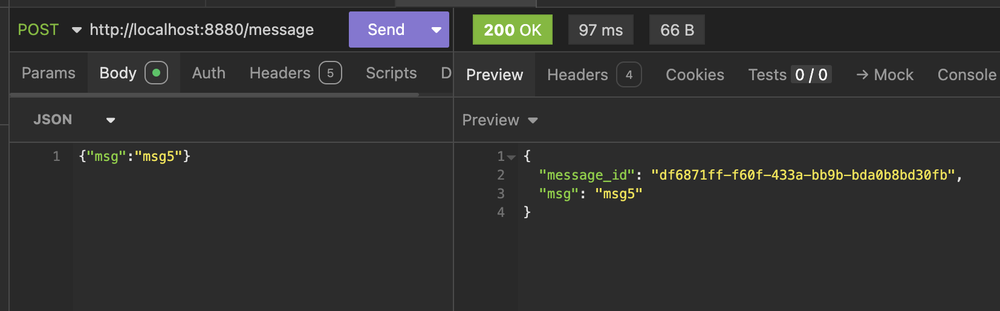 POST http://localhost:8880/message Send 200 OK 97 ms 66 B
Params Body Auth Headers 5 Scripts D Preview Headers 4 Cookies Tests 0 / 0 → Mock Console
JSON Preview
1 {"msg":"msg5"}
1 {
2 "message_id": "df6871ff-f60f-433a-bb9b-bda0b8bd30fb",
3 "msg": "msg5"
4 }